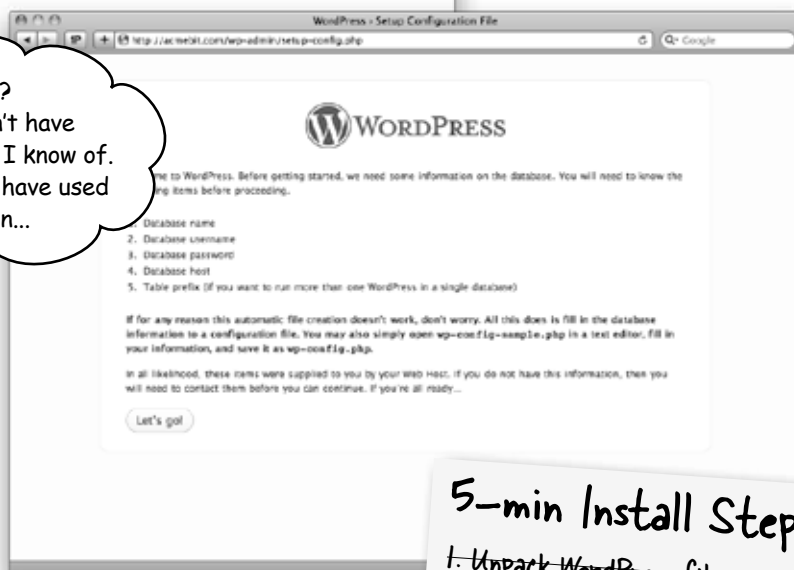 WordPress › Setup Configuration File
http://acmebit.com/wp-admin/setup-config.php
Google
?
't have
I know of.
have used
n...
WORDPRESS
me to WordPress. Before getting started, we need some information on the database. You will need to know the
ng items before proceeding.
1. Database name
2. Database username
3. Database password
4. Database host
5. Table prefix (if you want to run more than one WordPress in a single database)
If for any reason this automatic file creation doesn't work, don't worry. All this does is fill in the database
information to a configuration file. You may also simply open wp-config-sample.php in a text editor, fill in
your information, and save it as wp-config.php.
In all likelihood, these items were supplied to you by your Web Host. If you do not have this information, then you
will need to contact them before you can continue. If you're all ready...
Let's go!
5-min Install Step
1. Unpack WordPress fil